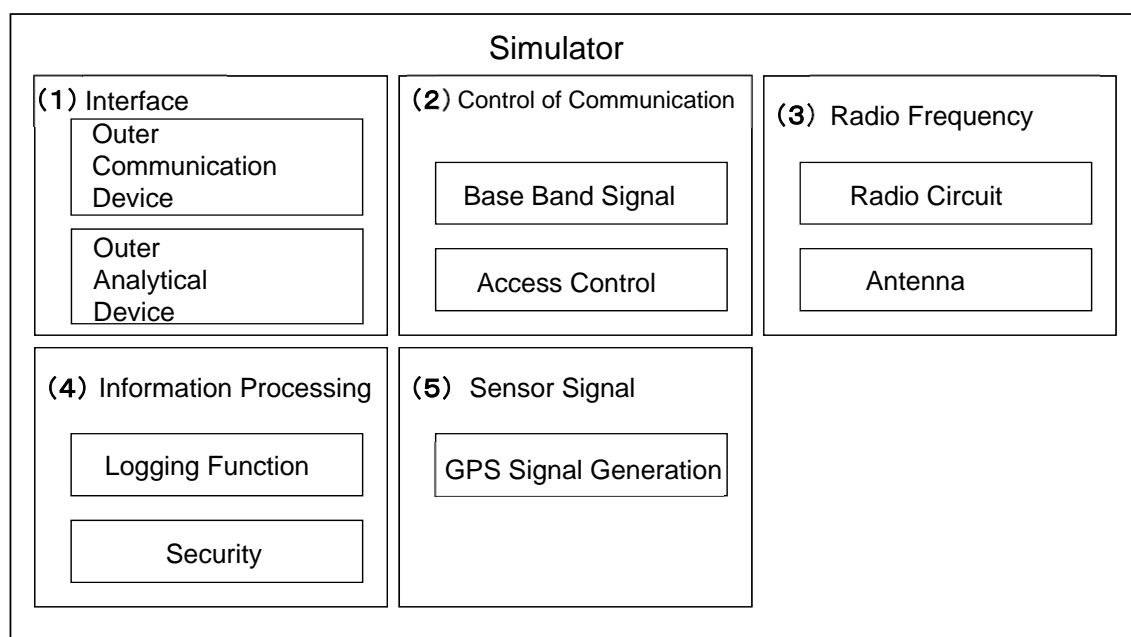 Simulator
(1) Interface
Outer
Communication
Device
Outer
Analytical
Device
(2) Control of Communication
Base Band Signal
Access Control
(3) Radio Frequency
Radio Circuit
Antenna
(4) Information Processing
Logging Function
Security
(5) Sensor Signal
GPS Signal Generation